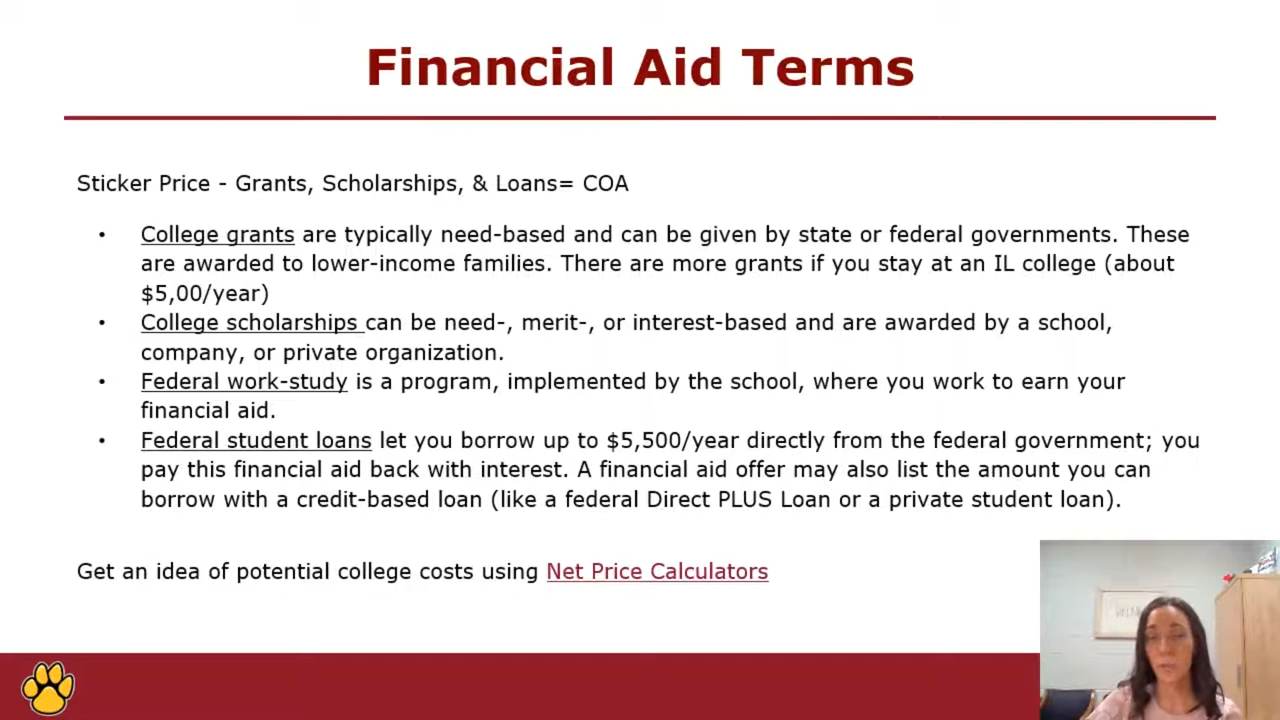 Financial Aid Terms
Sticker Price - Grants, Scholarships, & Loans= COA
• College grants are typically need-based and can be given by state or federal governments. These
are awarded to lower-income families. There are more grants if you stay at an IL college (about
$5,00/year)
• College scholarships can be need-, merit-, or interest-based and are awarded by a school,
company, or private organization.
• Federal work-study is a program, implemented by the school, where you work to earn your
financial aid.
• Federal student loans let you borrow up to $5,500/year directly from the federal government; you
pay this financial aid back with interest. A financial aid offer may also list the amount you can
borrow with a credit-based loan (like a federal Direct PLUS Loan or a private student loan).
Get an idea of potential college costs using Net Price Calculators